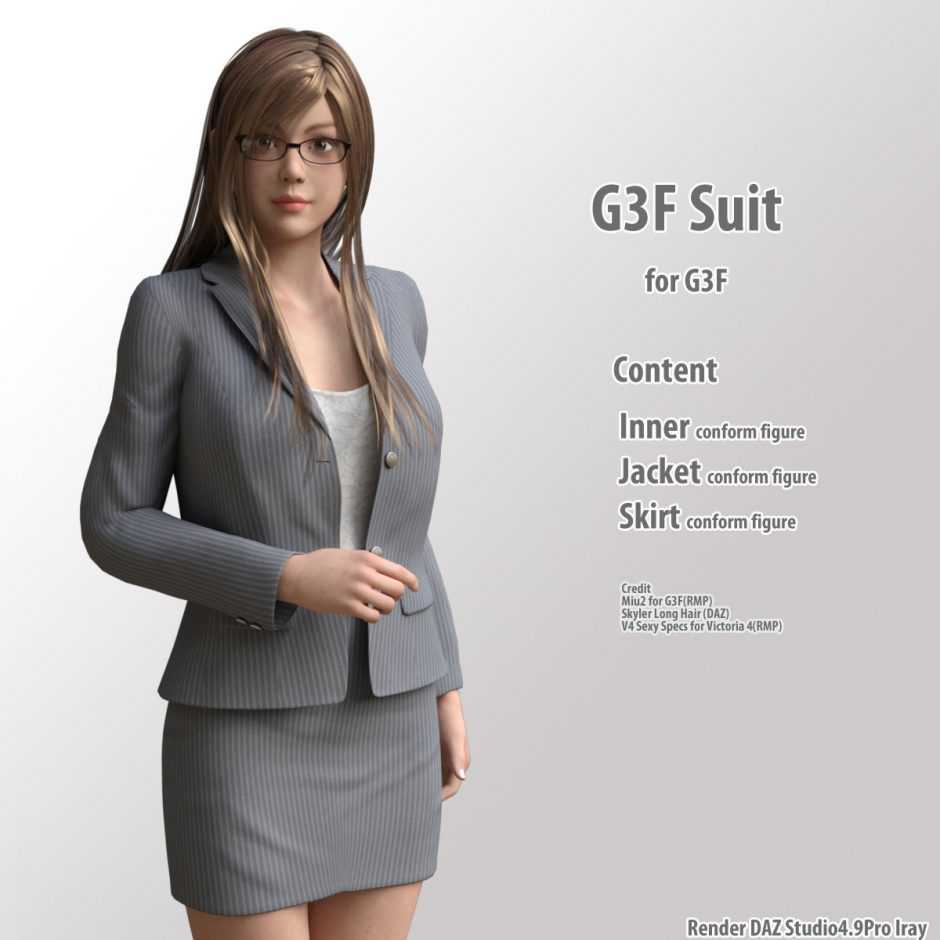 G3F Suit
for G3F
Content
Inner conform figure
Jacket conform figure
Skirt conform figure
Credit
Miu2 for G3F(RMP)
Skyler Long Hair (DAZ)
V4 Sexy Specs for Victoria 4(RMP)
Render DAZ Studio4.9Pro Iray